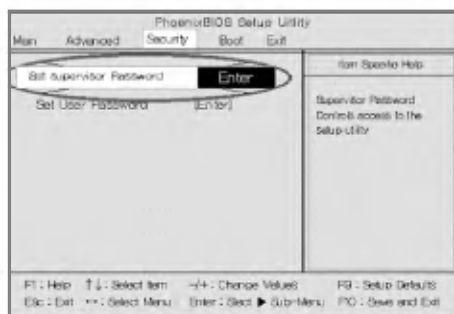 PhoenixBIOS Setup Utility
Main Advanced Security Boot Exit
Set Supervisor Password Enter
Set User Password [Enter]
Item Specific Help
Supervisor Password
Controls access to the
setup utility
F1 : Help ↑↓ : Select Item -/+ : Change Values F9 : Setup Defaults
Esc : Exit ↔ : Select Menu Enter : Select ▶ Sub-Menu F10 : Save and Exit